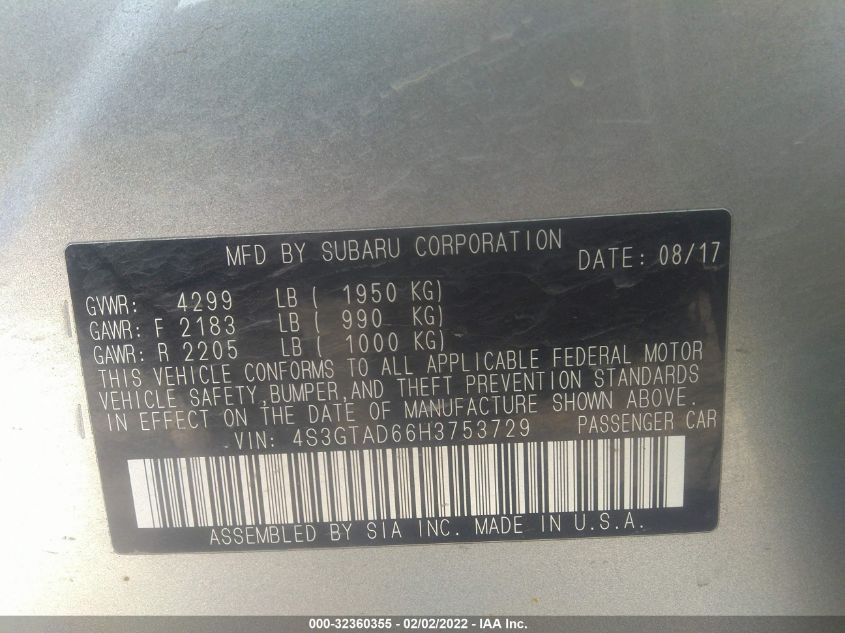 MFD BY SUBARU CORPORATION DATE: 08/17
GVWR: 4299 LB ( 1950 KG)
GAWR: F 2183 LB ( 990 KG)
GAWR: R 2205 LB ( 1000 KG)
THIS VEHICLE CONFORMS TO ALL APPLICABLE FEDERAL MOTOR
VEHICLE SAFETY,BUMPER,AND THEFT PREVENTION STANDARDS
IN EFFECT ON THE DATE OF MANUFACTURE SHOWN ABOVE.
VIN: 4S3GTAD66H3753729 PASSENGER CAR
ASSEMBLED BY SIA INC. MADE IN U.S.A.
000-32360355 - 02/02/2022 - IAA Inc.